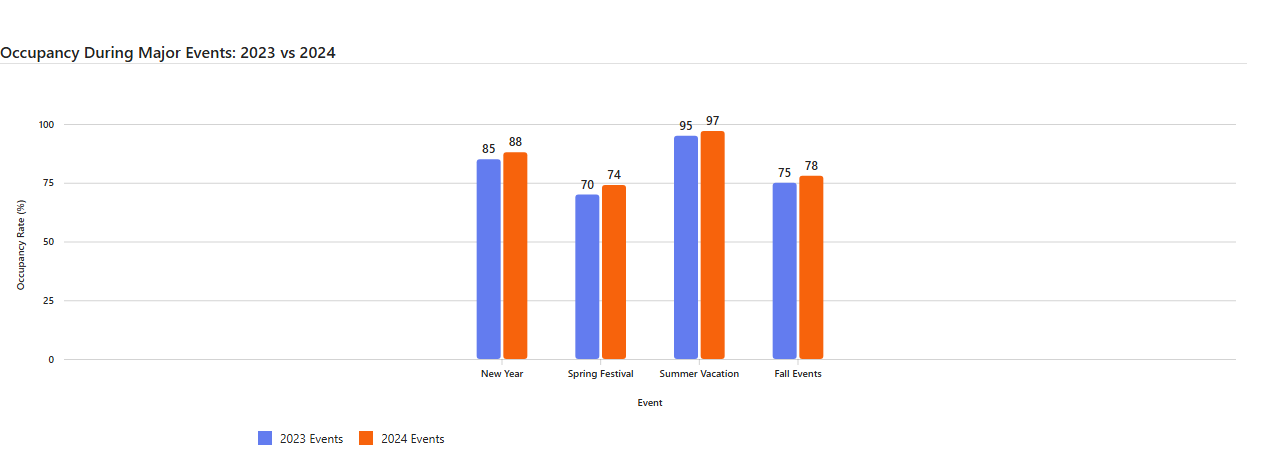 Occupancy During Major Events: 2023 vs 2024
100
75
50
25
0
Occupancy Rate (%)
85
88
70
74
95
97
75
78
New Year
Spring Festival
Summer Vacation
Fall Events
Event
2023 Events
2024 Events